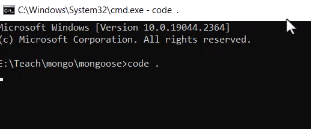 C:\Windows\System32\cmd.exe - code .
Microsoft Windows [Version 10.0.19044.2364]
(c) Microsoft Corporation. All rights reserved.
E:\Teach\mongo\mongoose>code .